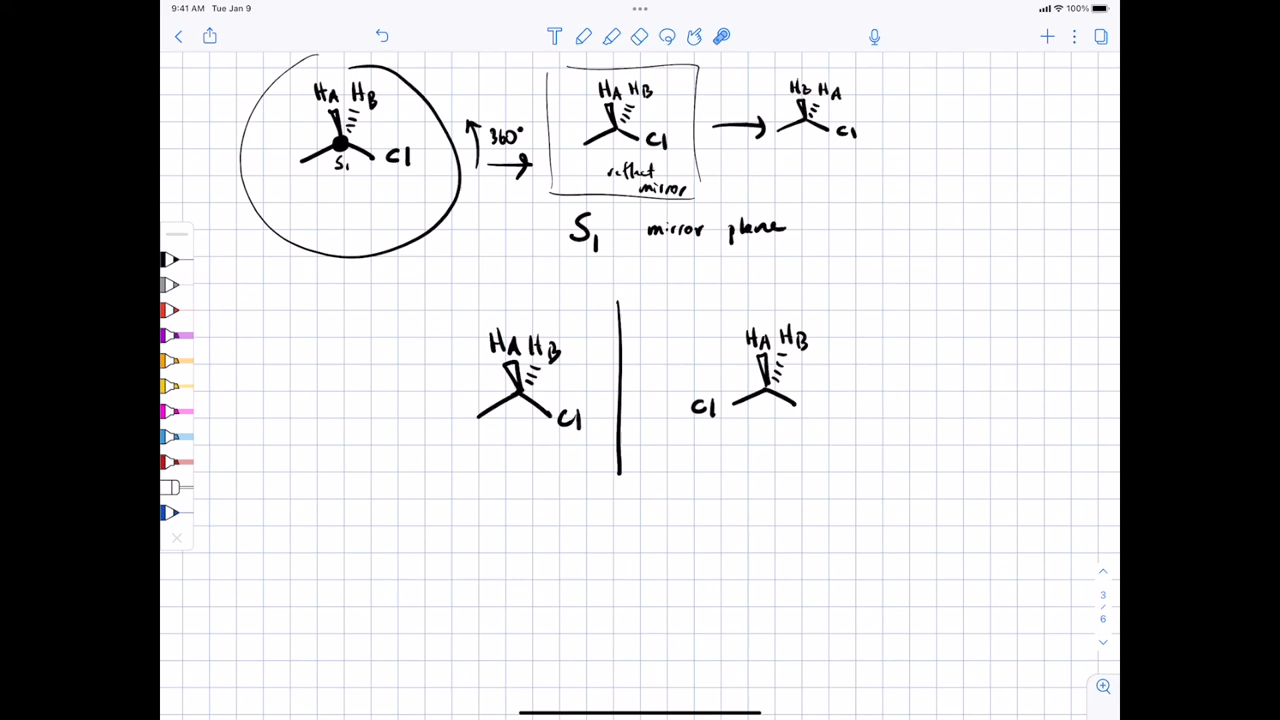 9:41 AM Tue Jan 9
100%
HA HB
Cl
S1
360°
HA HB
Cl
reflect
mirror
HB HA
Cl
S1 mirror plane
HA HB
Cl
HA HB
Cl
3
/
6